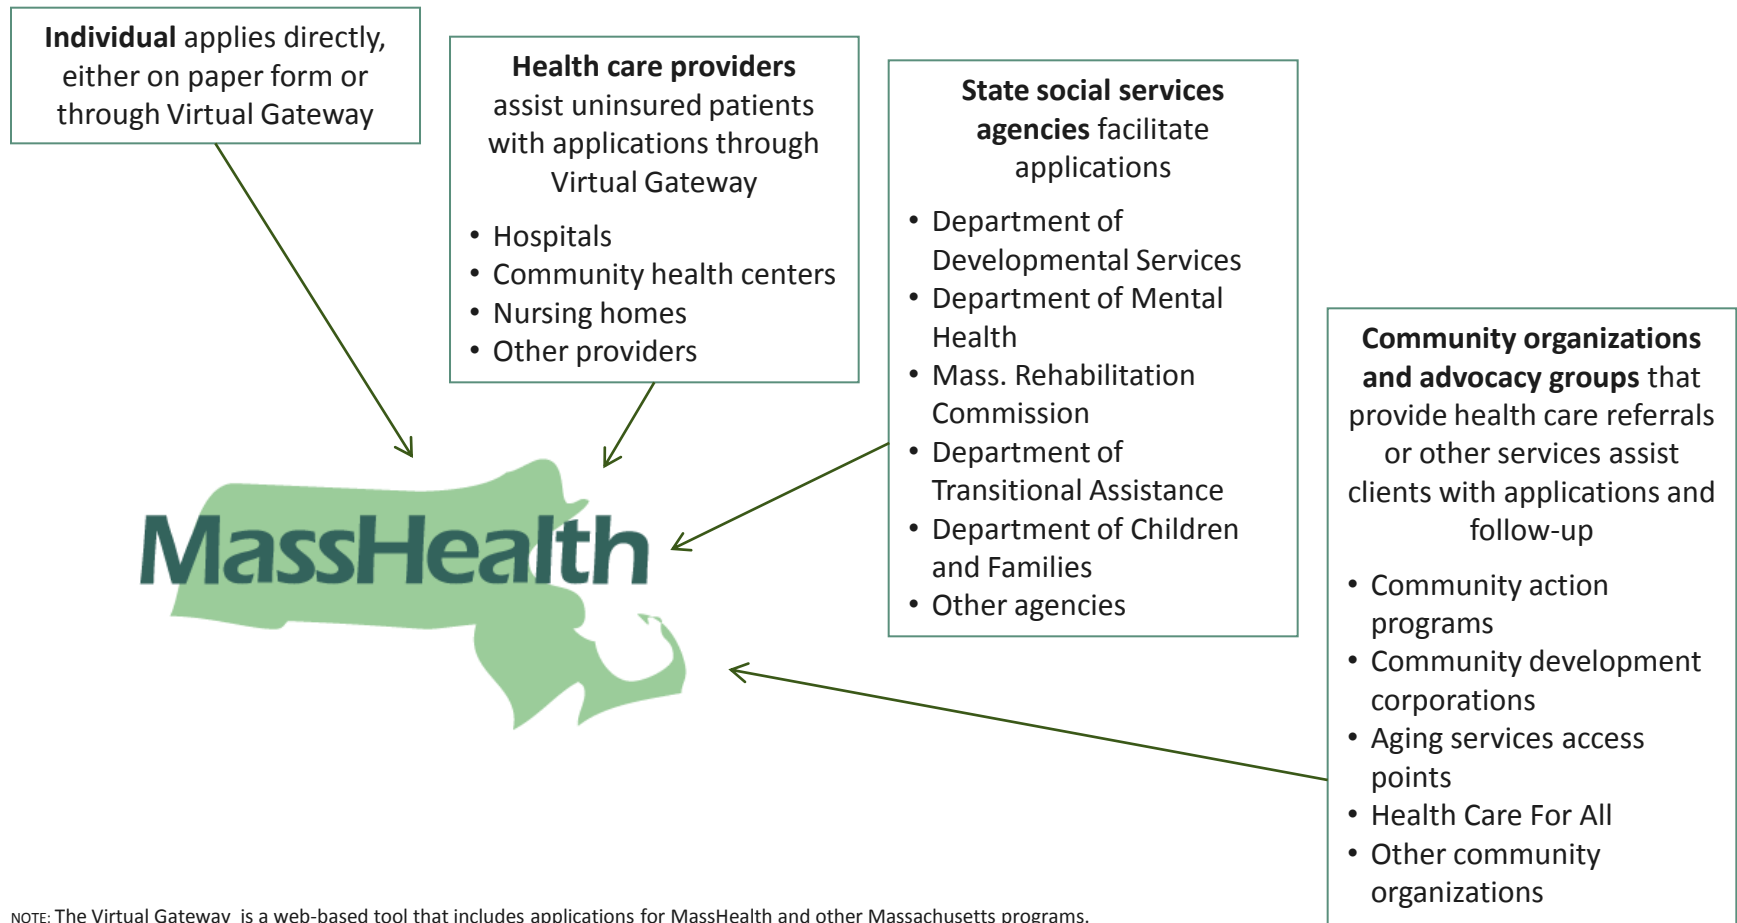 Individual applies directly,
either on paper form or
through Virtual Gateway
Health care providers
assist uninsured patients
with applications through
Virtual Gateway
• Hospitals
• Community health centers
• Nursing homes
• Other providers
State social services
agencies facilitate
applications
• Department of
Developmental Services
• Department of Mental
Health
• Mass. Rehabilitation
Commission
• Department of
Transitional Assistance
• Department of Children
and Families
• Other agencies
Community organizations
and advocacy groups that
provide health care referrals
or other services assist
clients with applications and
follow-up
• Community action
programs
• Community development
corporations
• Aging services access
points
• Health Care For All
• Other community
organizations
MassHealth
NOTE: The Virtual Gateway is a web-based tool that includes applications for MassHealth and other Massachusetts programs.